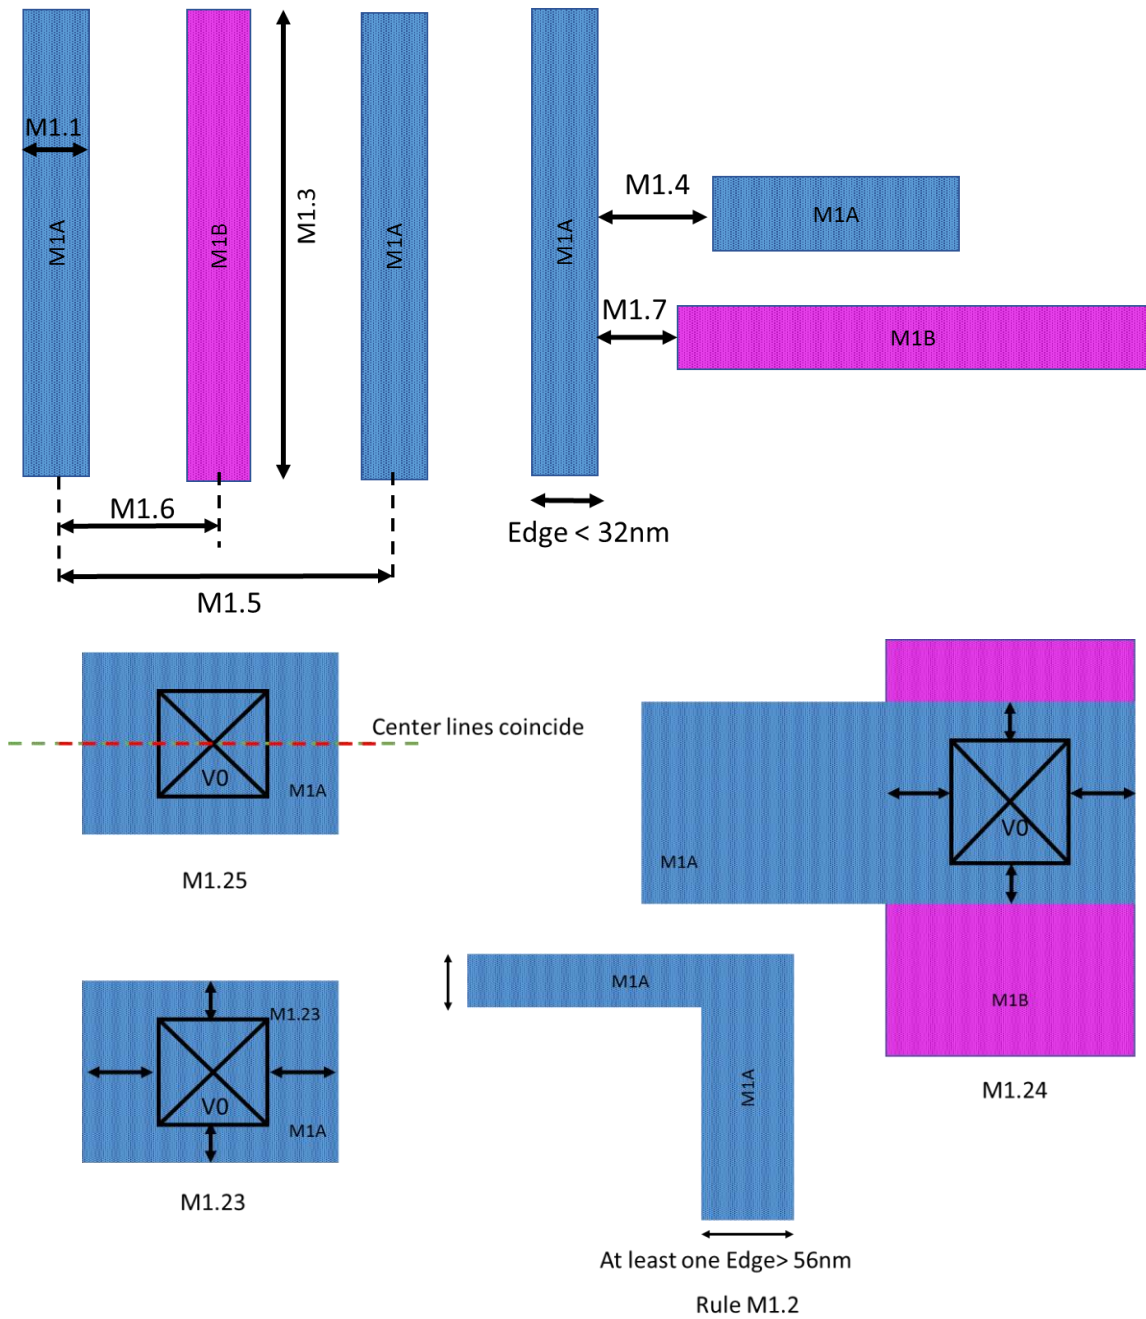 M1.1
M1A
M1B
M1.3
M1A
M1.6
M1.5
M1A
M1.4
M1A
M1.7
M1B
Edge < 32nm
V0
M1A
Center lines coincide
M1.25
M1A
V0
M1B
M1.24
M1.23
V0
M1A
M1.23
M1A
M1A
At least one Edge> 56nm
Rule M1.2